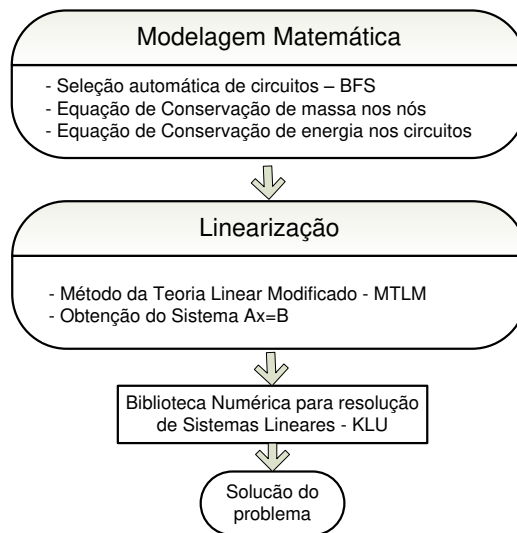 Modelagem Matemática
- Seleção automática de circuitos – BFS
- Equação de Conservação de massa nos nós
- Equação de Conservação de energia nos circuitos
Linearização
- Método da Teoria Linear Modificado - MTLM
- Obtenção do Sistema Ax=B
Biblioteca Numérica para resolução
de Sistemas Lineares - KLU
Solucão do
problema